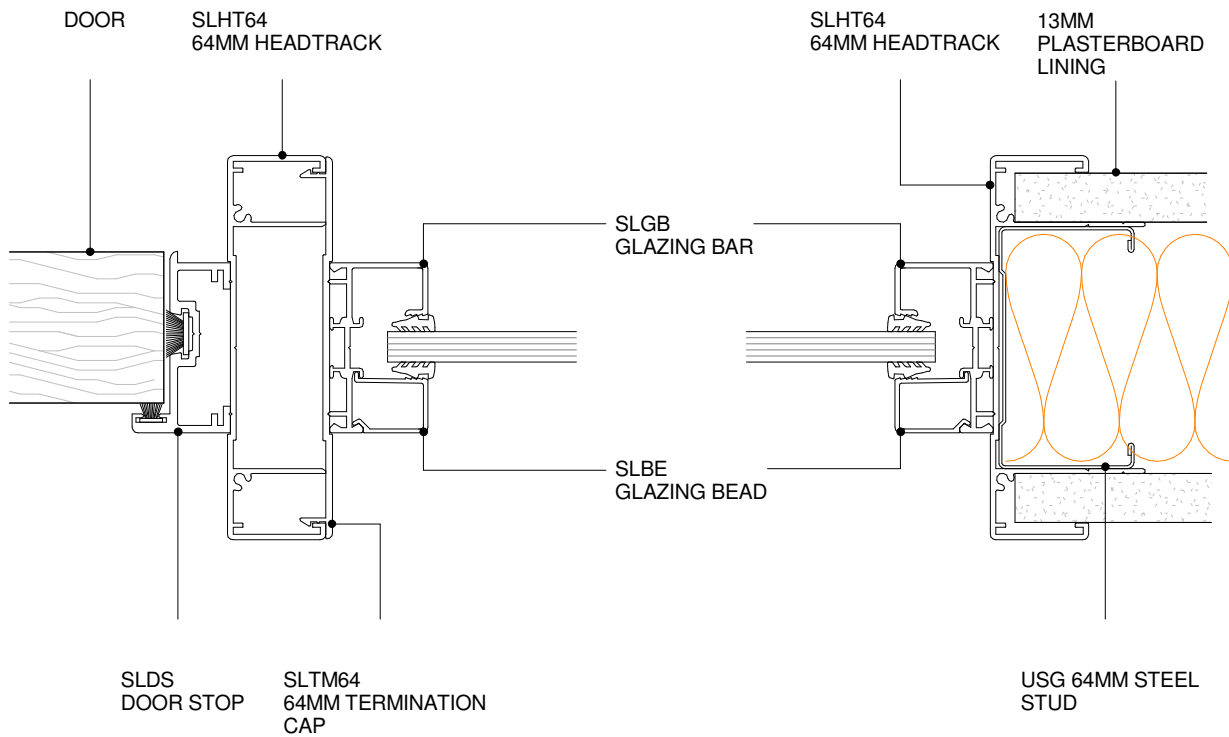 DOOR
SLHT64
64MM HEADTRACK
SLHT64
64MM HEADTRACK
13MM
PLASTERBOARD
LINING
SLGB
GLAZING BAR
SLBE
GLAZING BEAD
SLDS
DOOR STOP
SLTM64
64MM TERMINATION
CAP
USG 64MM STEEL
STUD